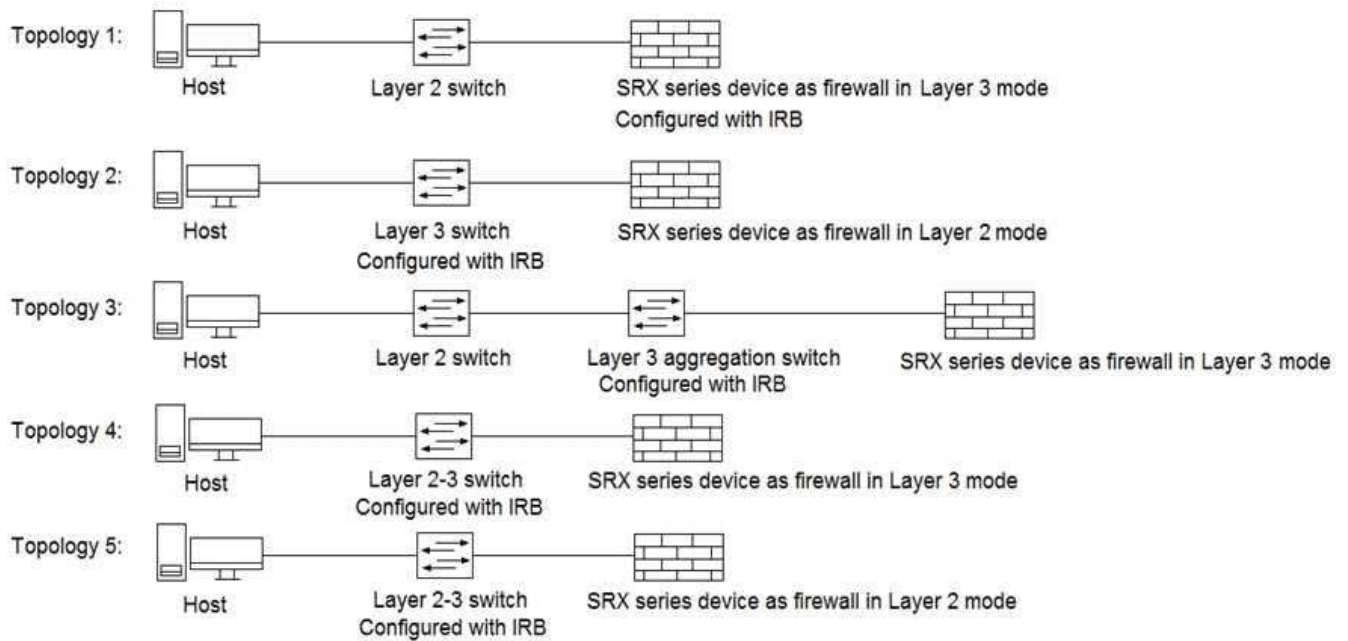 Topology 1:
Host
Layer 2 switch
SRX series device as firewall in Layer 3 mode
Configured with IRB
Topology 2:
Host
Layer 3 switch
Configured with IRB
SRX series device as firewall in Layer 2 mode
Topology 3:
Host
Layer 2 switch
Layer 3 aggregation switch
Configured with IRB
SRX series device as firewall in Layer 3 mode
Topology 4:
Host
Layer 2-3 switch
Configured with IRB
SRX series device as firewall in Layer 3 mode
Topology 5:
Host
Layer 2-3 switch
Configured with IRB
SRX series device as firewall in Layer 2 mode